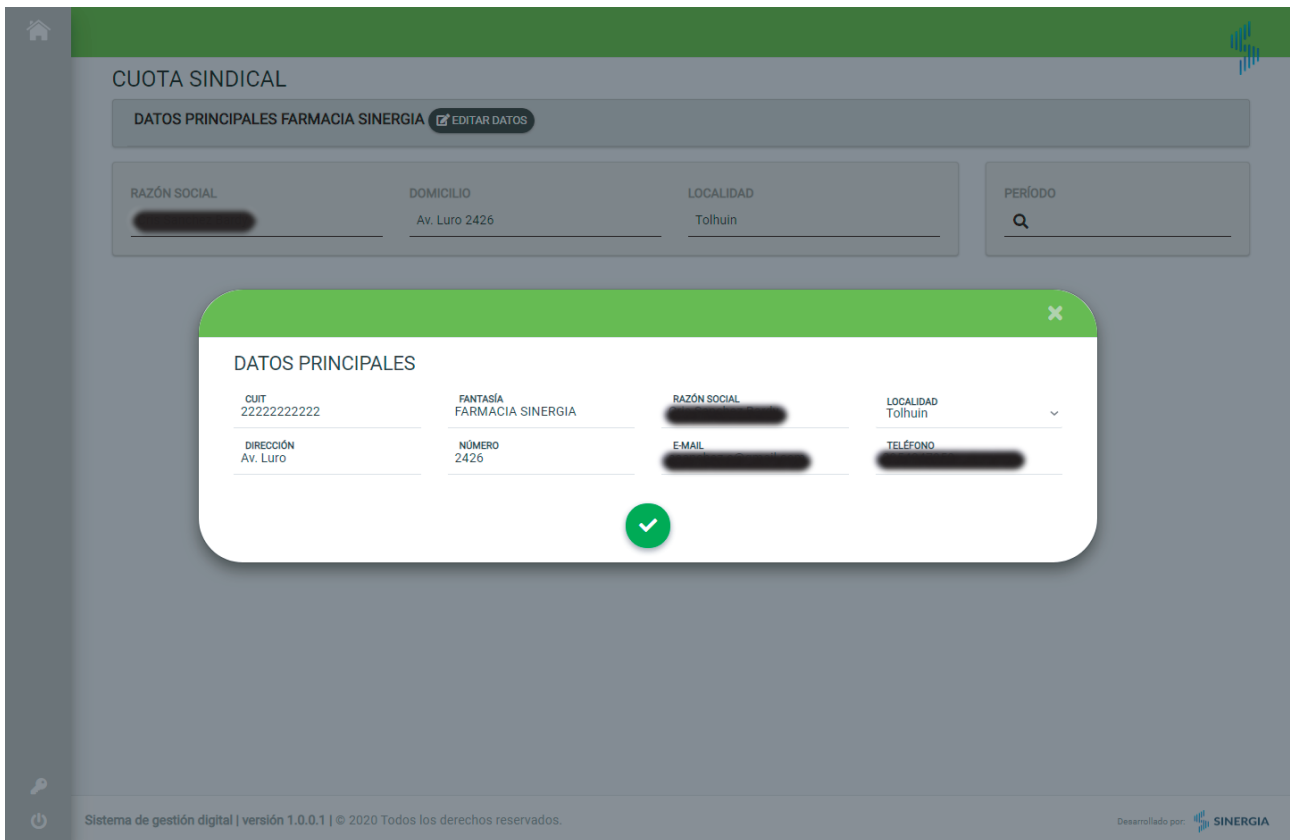 CUOTA SINDICAL
DATOS PRINCIPALES FARMACIA SINERGIA EDITAR DATOS
RAZÓN SOCIAL DOMICILIO LOCALIDAD PERÍODO
Av. Luro 2426 Tolhuin
DATOS PRINCIPALES
CUIT FANTASÍA RAZÓN SOCIAL LOCALIDAD
22222222222 FARMACIA SINERGIA Tolhuin
DIRECCIÓN NÚMERO E-MAIL TELÉFONO
Av. Luro 2426
Sistema de gestión digital | versión 1.0.0.1 | © 2020 Todos los derechos reservados. Desarrollado por: SINERGIA